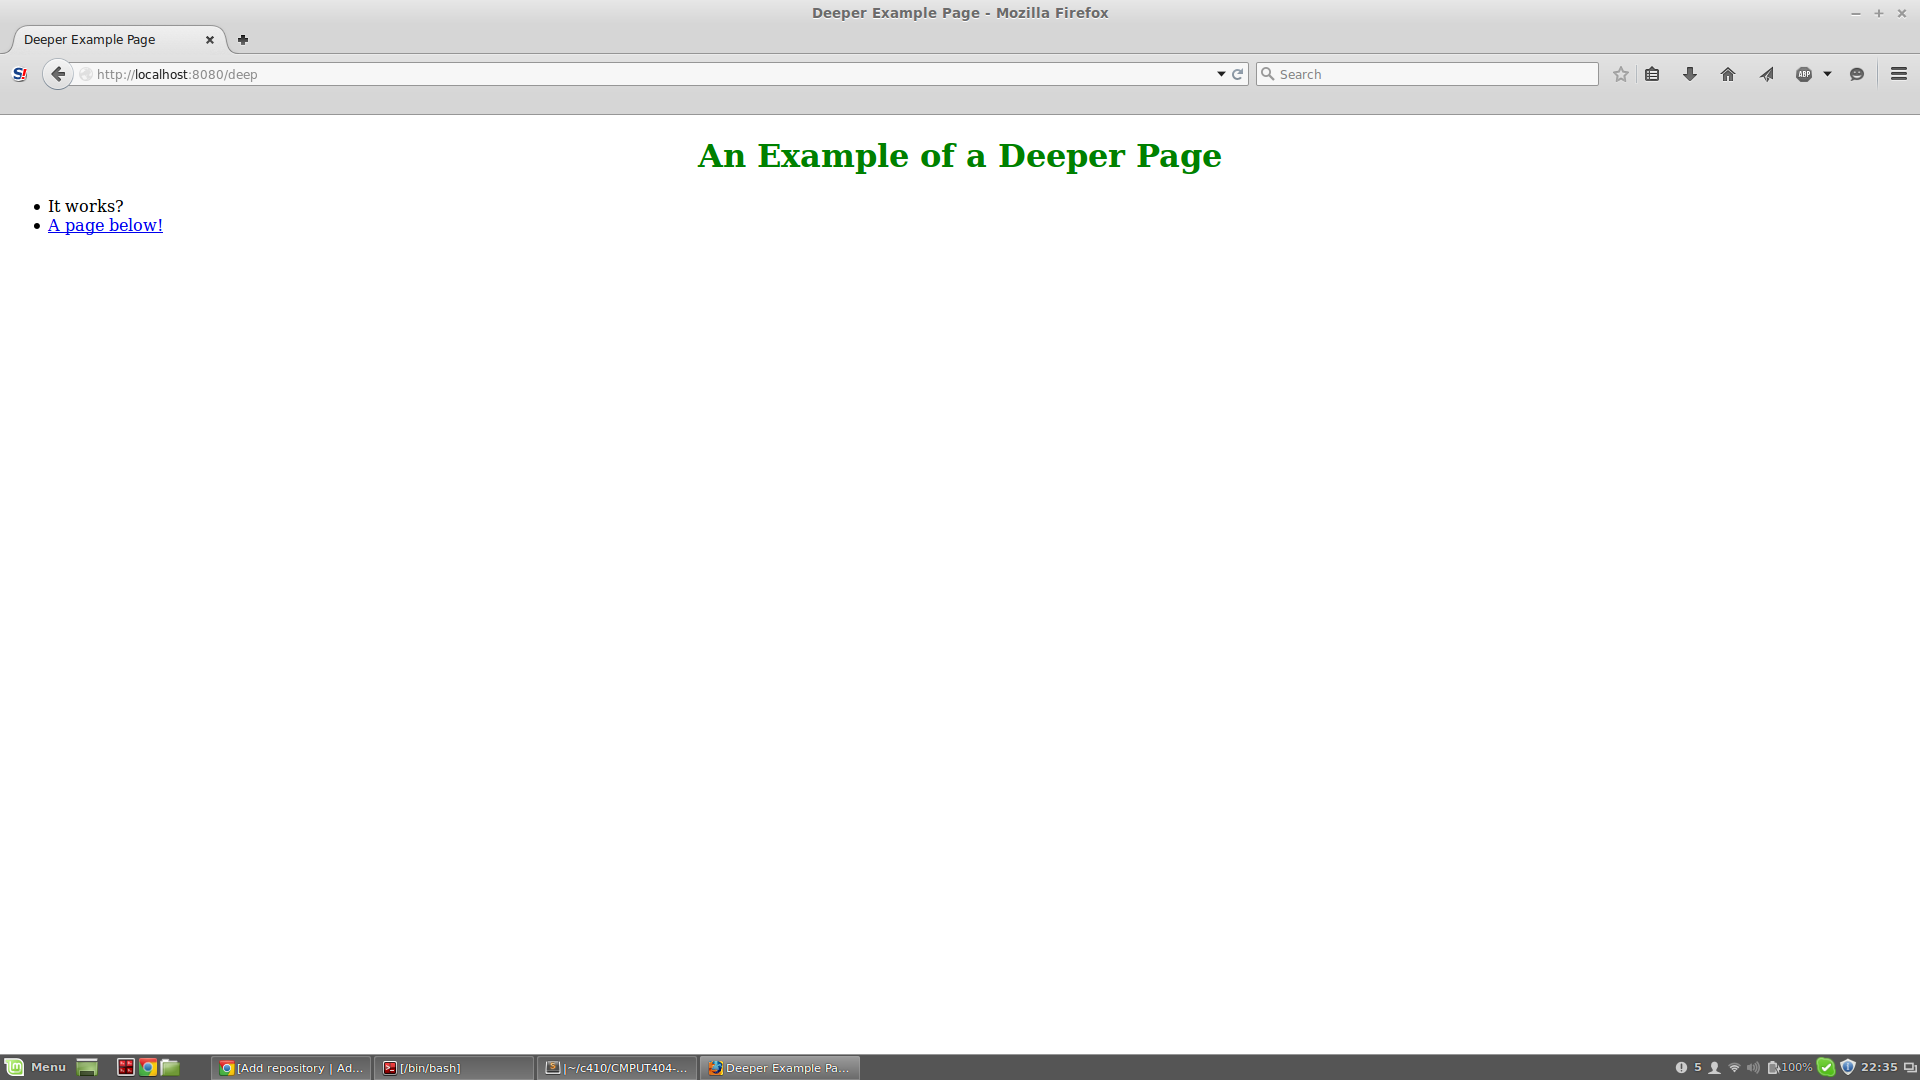 Deeper Example Page - Mozilla Firefox
Deeper Example Page
http://localhost:8080/deep
Search
ABP
An Example of a Deeper Page
It works?
A page below!
Menu
[Add repository | Ad...
[/bin/bash]
|~/c410/CMPUT404-...
Deeper Example Pa...
5
100%
22:35